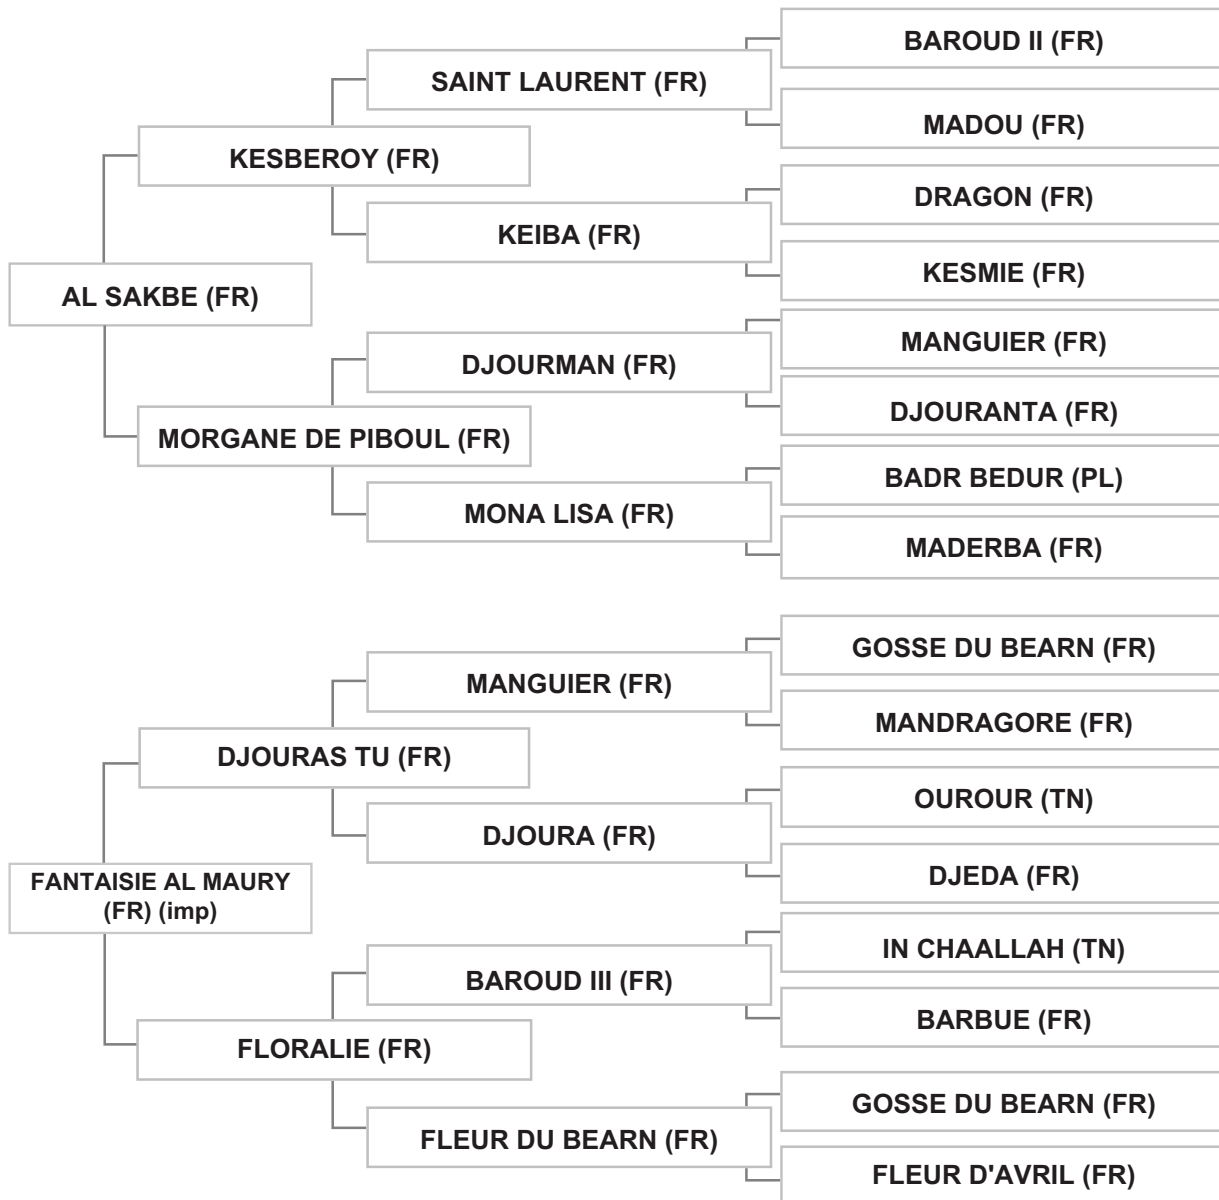 BAROUD II (FR)
SAINT LAURENT (FR)
MADOU (FR)
KESBEROY (FR)
DRAGON (FR)
KEIBA (FR)
KESMIE (FR)
AL SAKBE (FR)
MANGUIER (FR)
DJOURMAN (FR)
DJOURANTA (FR)
MORGANE DE PIBOUL (FR)
BADR BEDUR (PL)
MONA LISA (FR)
MADERBA (FR)
GOSSE DU BEARN (FR)
MANGUIER (FR)
MANDRAGORE (FR)
DJOURAS TU (FR)
OUROUR (TN)
DJOURA (FR)
DJEDA (FR)
FANTAISIE AL MAURY
(FR) (imp)
IN CHAALLAH (TN)
BAROUD III (FR)
BARBUE (FR)
FLORALIE (FR)
GOSSE DU BEARN (FR)
FLEUR DU BEARN (FR)
FLEUR D'AVRIL (FR)